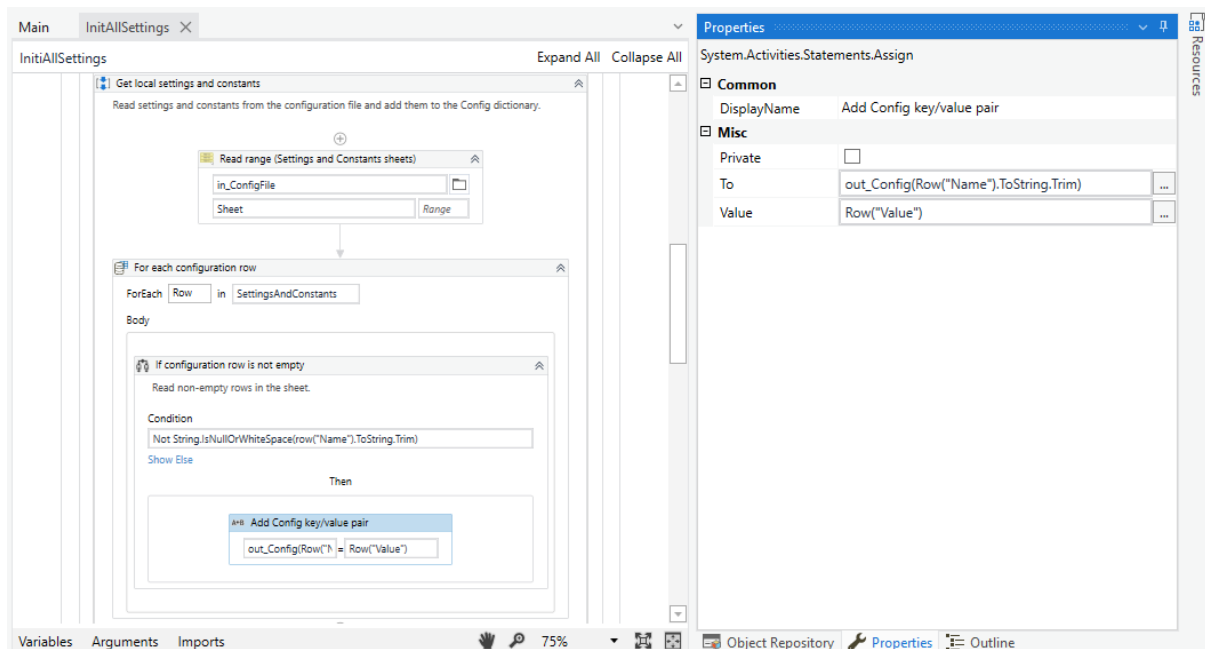 Main InitAllSettings
InitiAllSettings Expand All Collapse All
Get local settings and constants
Read settings and constants from the configuration file and add them to the Config dictionary.
Read range (Settings and Constants sheets)
in_ConfigFile
Sheet Range
For each configuration row
ForEach Row in SettingsAndConstants
Body
If configuration row is not empty
Read non-empty rows in the sheet.
Condition
Not String.IsNullOrWhiteSpace(row("Name").ToString.Trim)
Show Else
Then
A+B Add Config key/value pair
out_Config(Row("N = Row("Value")
Variables Arguments Imports 75%
Properties
System.Activities.Statements.Assign
Common
DisplayName Add Config key/value pair
Misc
Private
To out_Config(Row("Name").ToString.Trim) ...
Value Row("Value") ...
Object Repository Properties Outline
Resources